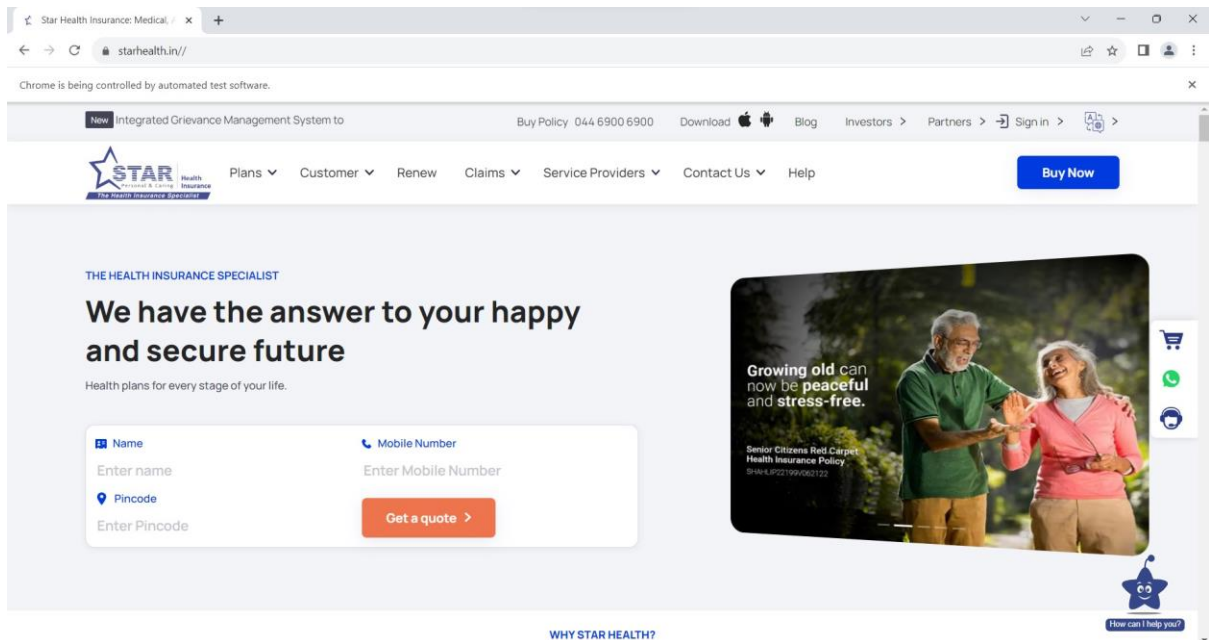 Star Health Insurance: Medical, /
starhealth.in//
Chrome is being controlled by automated test software.
New Integrated Grievance Management System to
Buy Policy 044 6900 6900 Download Blog Investors > Partners > Sign in > >
STAR Health Insurance
Personal & Caring
The Health Insurance Specialist
Plans Customer Renew Claims Service Providers Contact Us Help
Buy Now
THE HEALTH INSURANCE SPECIALIST
We have the answer to your happy
and secure future
Health plans for every stage of your life.
Name
Enter name
Mobile Number
Enter Mobile Number
Pincode
Enter Pincode
Get a quote >
Growing old can
now be peaceful
and stress-free.
Senior Citizens Red Carpet
Health Insurance Policy
SHAHLIP22199V062122
How can I help you?
WHY STAR HEALTH?